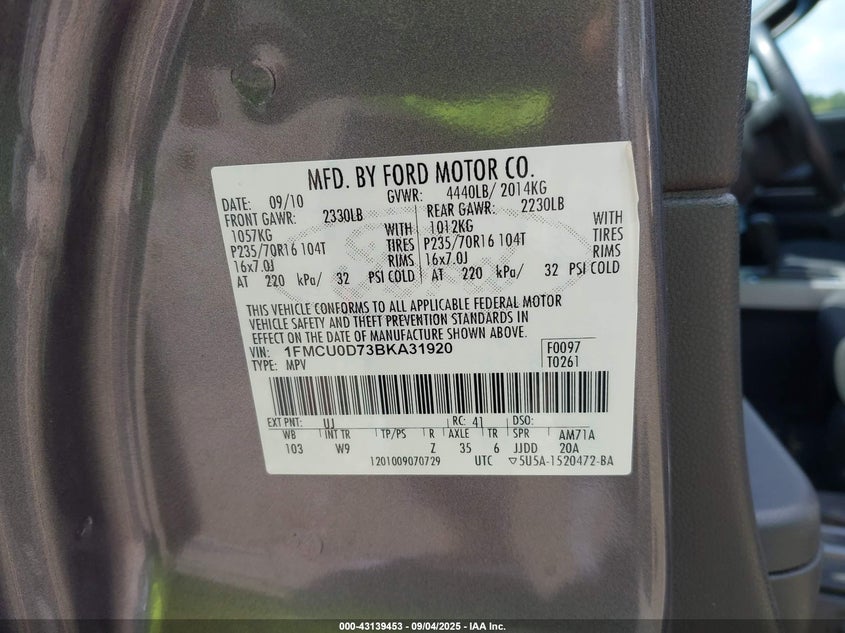 MFD. BY FORD MOTOR CO.
DATE: 09/10 GVWR: 4440LB/ 2014KG
FRONT GAWR: 2330LB REAR GAWR: 2230LB
1057KG WITH 1012KG WITH
P235/70R16 104T TIRES P235/70R16 104T TIRES
16x7.0J RIMS 16x7.0J RIMS
AT 220 kPa/ 32 PSI COLD AT 220 kPa/ 32 PSI COLD
THIS VEHICLE CONFORMS TO ALL APPLICABLE FEDERAL MOTOR
VEHICLE SAFETY AND THEFT PREVENTION STANDARDS IN
EFFECT ON THE DATE OF MANUFACTURE SHOWN ABOVE.
VIN: 1FMCU0D73BKA31920 F0097
TYPE: MPV T0261
EXT PNT: UJ RC: 41 DSO:
WB INT TR TP/PS R AXLE TR SPR AM71A
103 W9 Z 35 6 JJDD 20A
1201009070729 UTC ▽5U5A-1520472-BA
000-43139453 - 09/04/2025 - IAA Inc.